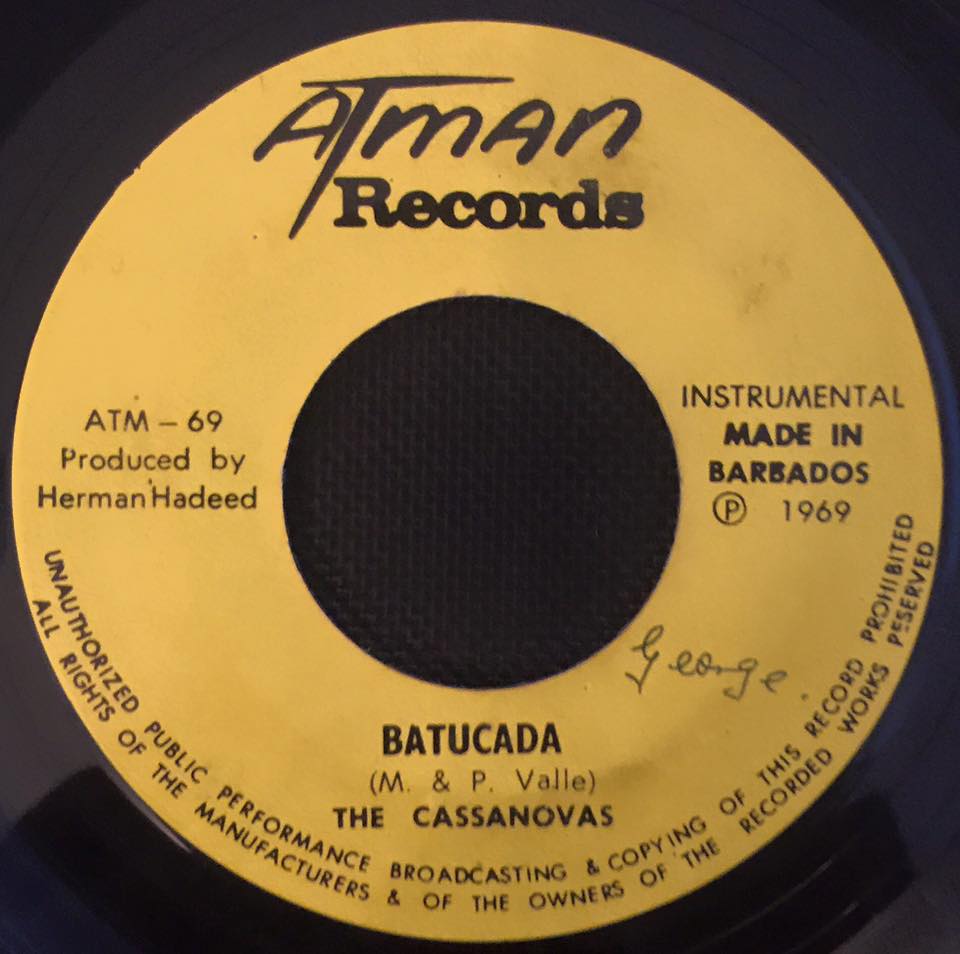 ATMAN
Records
ATM – 69
Produced by
Herman Hadeed
INSTRUMENTAL
MADE IN
BARBADOS
Ⓟ 1969
George.
BATUCADA
(M. & P. Valle)
THE CASSANOVAS
UNAUTHORIZED PUBLIC PERFORMANCE BROADCASTING & COPYING OF THIS RECORD PROHIBITED
ALL RIGHTS OF THE MANUFACTURERS & OF THE OWNERS OF THE RECORDED WORKS RESERVED